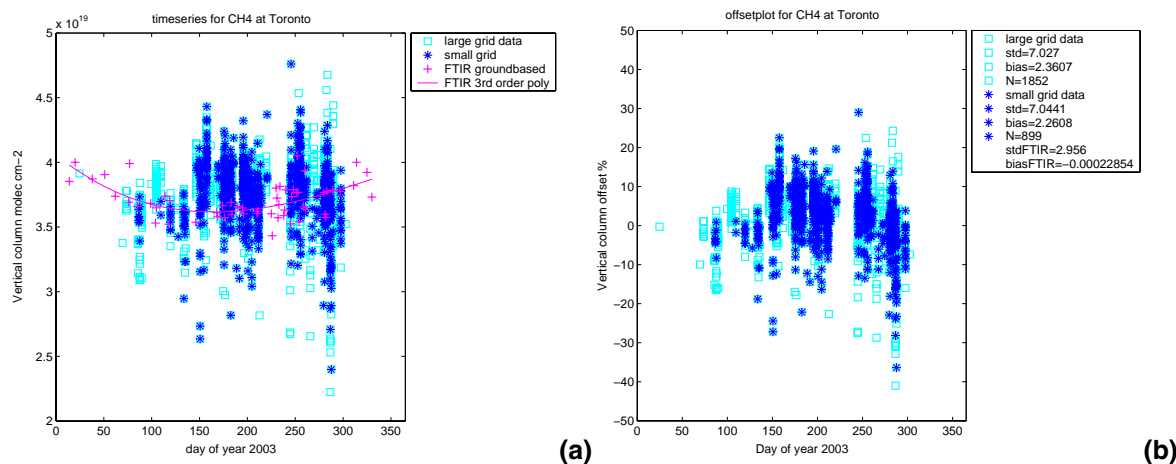 timeseries for CH4 at Toronto
x 10^19
5
4.5
4
3.5
3
2.5
2
Vertical column molec cm−2
0 50 100 150 200 250 300 350
day of year 2003
large grid data
small grid
FTIR groundbased
FTIR 3rd order poly
(a)
offsetplot for CH4 at Toronto
50
40
30
20
10
0
−10
−20
−30
−40
−50
Vertical column offset %
0 50 100 150 200 250 300 350
Day of year 2003
large grid data
std=7.027
bias=2.3607
N=1852
small grid data
std=7.0441
bias=2.2608
N=899
stdFTIR=2.956
biasFTIR=−0.00022854
(b)